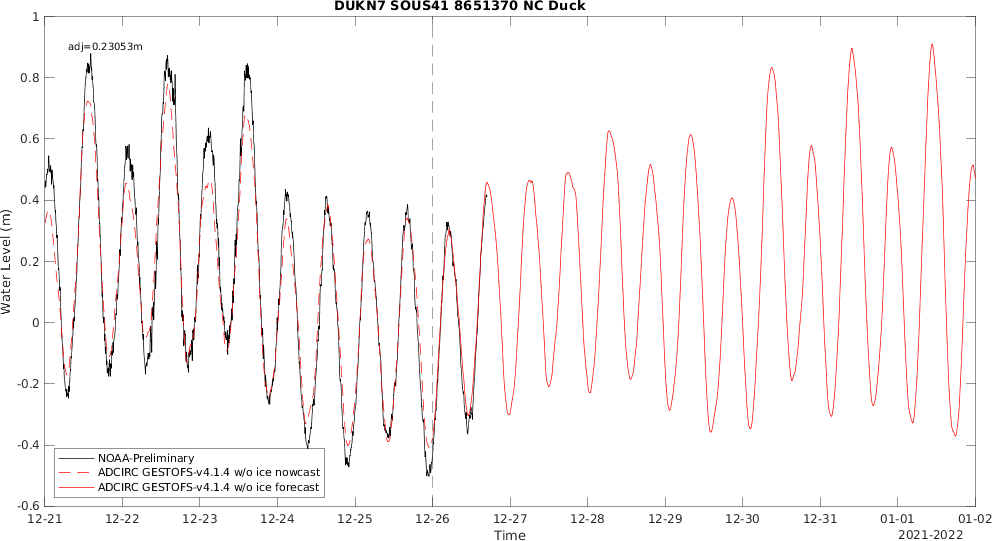 DUKN7 SOUS41 8651370 NC Duck
adj=0.23053m
Water Level (m)
1
0.8
0.6
0.4
0.2
0
-0.2
-0.4
-0.6
NOAA-Preliminary
ADCIRC GESTOFS-v4.1.4 w/o ice nowcast
ADCIRC GESTOFS-v4.1.4 w/o ice forecast
12-21 12-22 12-23 12-24 12-25 12-26 12-27 12-28 12-29 12-30 12-31 01-01 01-02
Time
2021-2022